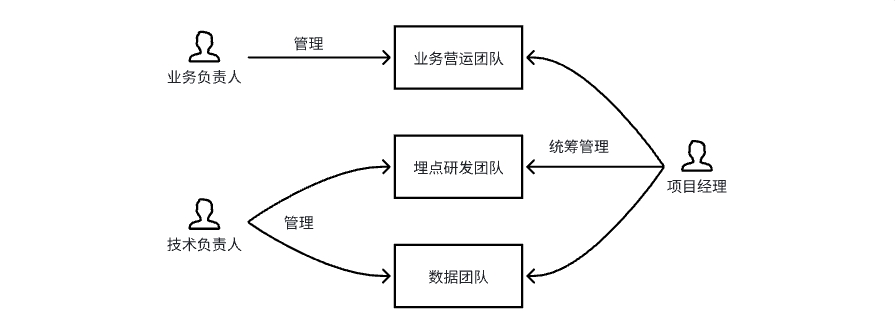 管理
业务营运团队
业务负责人
统筹管理
埋点研发团队
项目经理
管理
技术负责人
数据团队